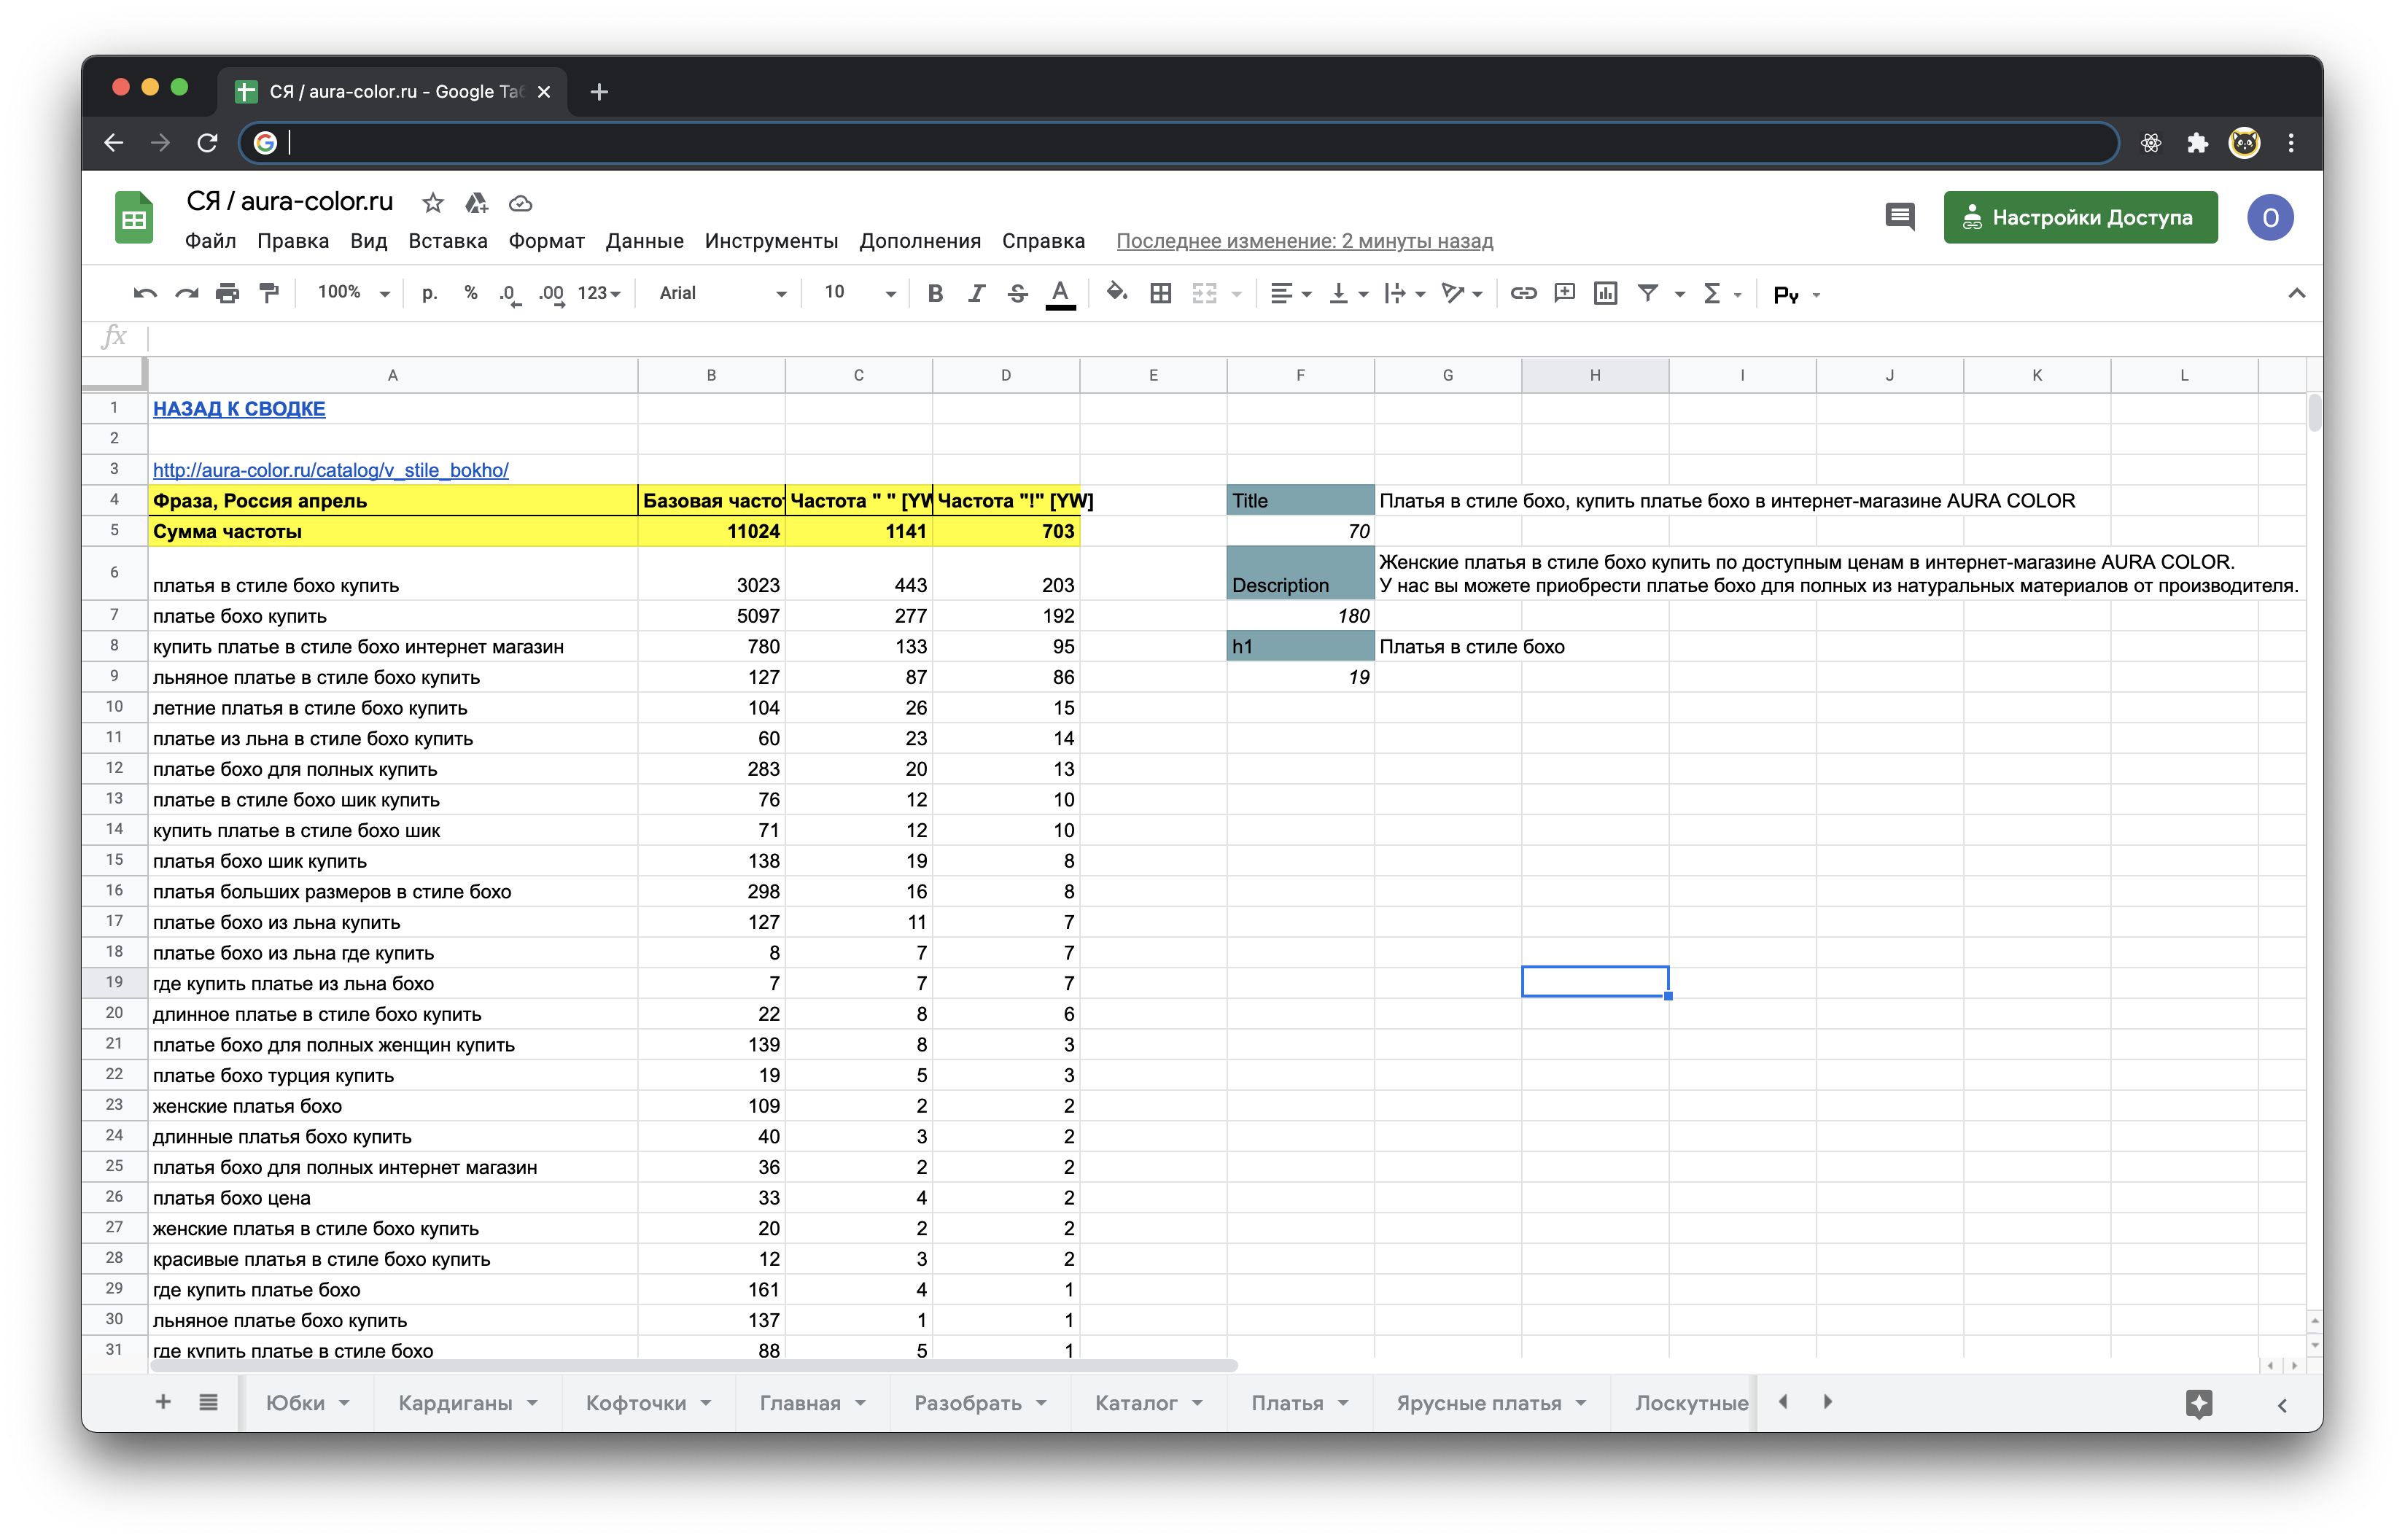 СЯ / aura-color.ru - Google Таб
СЯ / aura-color.ru
Файл Правка Вид Вставка Формат Данные Инструменты Дополнения Справка Последнее изменение: 2 минуты назад
Настройки Доступа
O
100% р. % .0 .00 123 Arial 10 B I S A Σ Ру
fx
A B C D E F G H I J K L
1 НАЗАД К СВОДКЕ
2
3 http://aura-color.ru/catalog/v_stile_bokho/
4 Фраза, Россия апрель Базовая часто Частота " " [YW Частота "!" [YW] Title Платья в стиле бохо, купить платье бохо в интернет-магазине AURA COLOR
5 Сумма частоты 11024 1141 703 70
Женские платья в стиле бохо купить по доступным ценам в интернет-магазине AURA COLOR.
6 платья в стиле бохо купить 3023 443 203 Description У нас вы можете приобрести платье бохо для полных из натуральных материалов от производителя.
7 платье бохо купить 5097 277 192 180
8 купить платье в стиле бохо интернет магазин 780 133 95 h1 Платья в стиле бохо
9 льняное платье в стиле бохо купить 127 87 86 19
10 летние платья в стиле бохо купить 104 26 15
11 платье из льна в стиле бохо купить 60 23 14
12 платье бохо для полных купить 283 20 13
13 платье в стиле бохо шик купить 76 12 10
14 купить платье в стиле бохо шик 71 12 10
15 платья бохо шик купить 138 19 8
16 платья больших размеров в стиле бохо 298 16 8
17 платье бохо из льна купить 127 11 7
18 платье бохо из льна где купить 8 7 7
19 где купить платье из льна бохо 7 7 7
20 длинное платье в стиле бохо купить 22 8 6
21 платье бохо для полных женщин купить 139 8 3
22 платье бохо турция купить 19 5 3
23 женские платья бохо 109 2 2
24 длинные платья бохо купить 40 3 2
25 платья бохо для полных интернет магазин 36 2 2
26 платья бохо цена 33 4 2
27 женские платья в стиле бохо купить 20 2 2
28 красивые платья в стиле бохо купить 12 3 2
29 где купить платье бохо 161 4 1
30 льняное платье бохо купить 137 1 1
31 где купить платье в стиле бохо 88 5 1
Юбки Кардиганы Кофточки Главная Разобрать Каталог Платья Ярусные платья Лоскутные